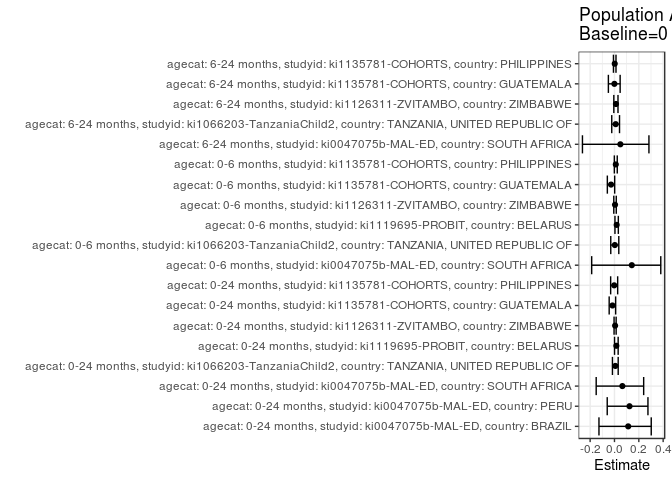 Population
Baseline=0
agecat: 6-24 months, studyid: ki1135781-COHORTS, country: PHILIPPINES
agecat: 6-24 months, studyid: ki1135781-COHORTS, country: GUATEMALA
agecat: 6-24 months, studyid: ki1126311-ZVITAMBO, country: ZIMBABWE
agecat: 6-24 months, studyid: ki1066203-TanzaniaChild2, country: TANZANIA, UNITED REPUBLIC OF
agecat: 6-24 months, studyid: ki0047075b-MAL-ED, country: SOUTH AFRICA
agecat: 0-6 months, studyid: ki1135781-COHORTS, country: PHILIPPINES
agecat: 0-6 months, studyid: ki1135781-COHORTS, country: GUATEMALA
agecat: 0-6 months, studyid: ki1126311-ZVITAMBO, country: ZIMBABWE
agecat: 0-6 months, studyid: ki1119695-PROBIT, country: BELARUS
agecat: 0-6 months, studyid: ki1066203-TanzaniaChild2, country: TANZANIA, UNITED REPUBLIC OF
agecat: 0-6 months, studyid: ki0047075b-MAL-ED, country: SOUTH AFRICA
agecat: 0-24 months, studyid: ki1135781-COHORTS, country: PHILIPPINES
agecat: 0-24 months, studyid: ki1135781-COHORTS, country: GUATEMALA
agecat: 0-24 months, studyid: ki1126311-ZVITAMBO, country: ZIMBABWE
agecat: 0-24 months, studyid: ki1119695-PROBIT, country: BELARUS
agecat: 0-24 months, studyid: ki1066203-TanzaniaChild2, country: TANZANIA, UNITED REPUBLIC OF
agecat: 0-24 months, studyid: ki0047075b-MAL-ED, country: SOUTH AFRICA
agecat: 0-24 months, studyid: ki0047075b-MAL-ED, country: PERU
agecat: 0-24 months, studyid: ki0047075b-MAL-ED, country: BRAZIL
-0.2 0.0 0.2 0.4
Estimate